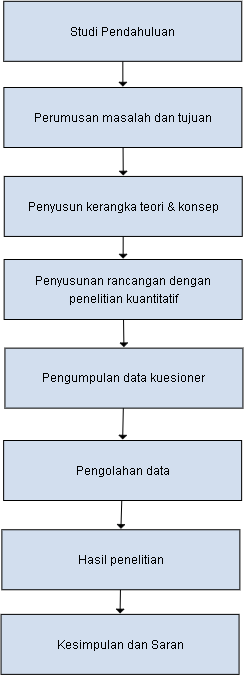 Studi Pendahuluan
Perumusan masalah dan tujuan
Penyusun kerangka teori & konsep
Penyusunan rancangan dengan
penelitian kuantitatif
Pengumpulan data kuesioner
Pengolahan data
Hasil penelitian
Kesimpulan dan Saran